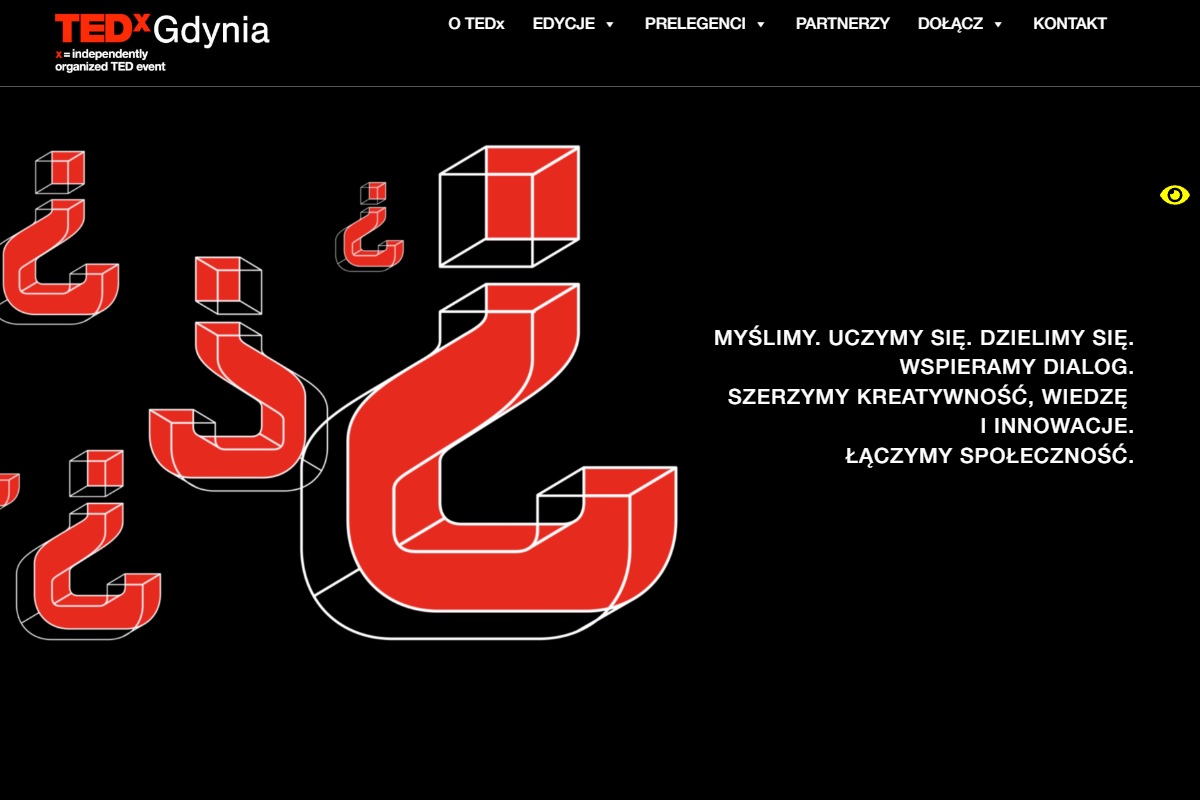 TEDxGdynia
x = independently
organized TED event
O TEDx EDYCJE PRELEGENCI PARTNERZY DOŁĄCZ KONTAKT
MYŚLIMY. UCZYMY SIĘ. DZIELIMY SIĘ.
WSPIERAMY DIALOG.
SZERZYMY KREATYWNOŚĆ, WIEDZĘ
I INNOWACJE.
ŁĄCZYMY SPOŁECZNOŚĆ.